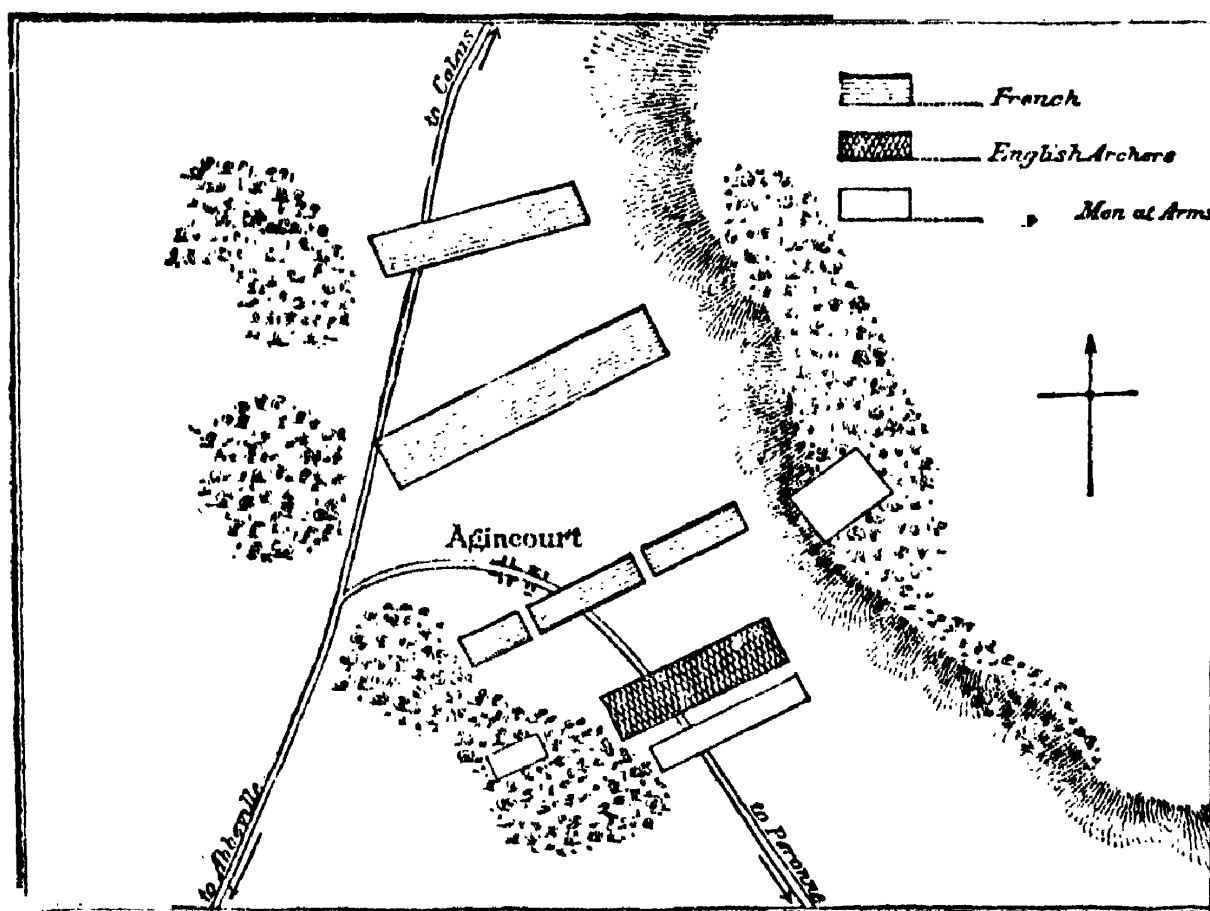 to Calais
French
English Archers
" Men at Arms
Agincourt
to Abbeville
to Peronne